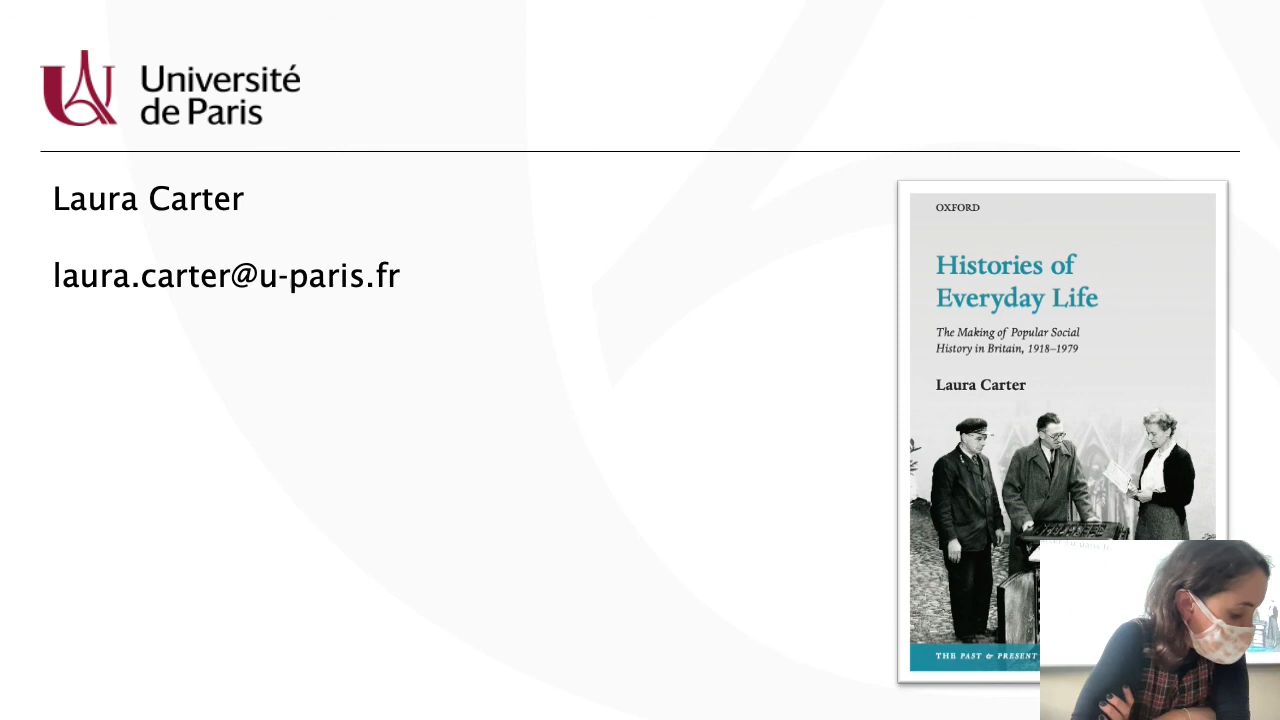 Université
de Paris
Laura Carter
laura.carter@u-paris.fr
OXFORD
Histories of
Everyday Life
The Making of Popular Social
History in Britain, 1918–1979
Laura Carter
THE PAST & PRESENT